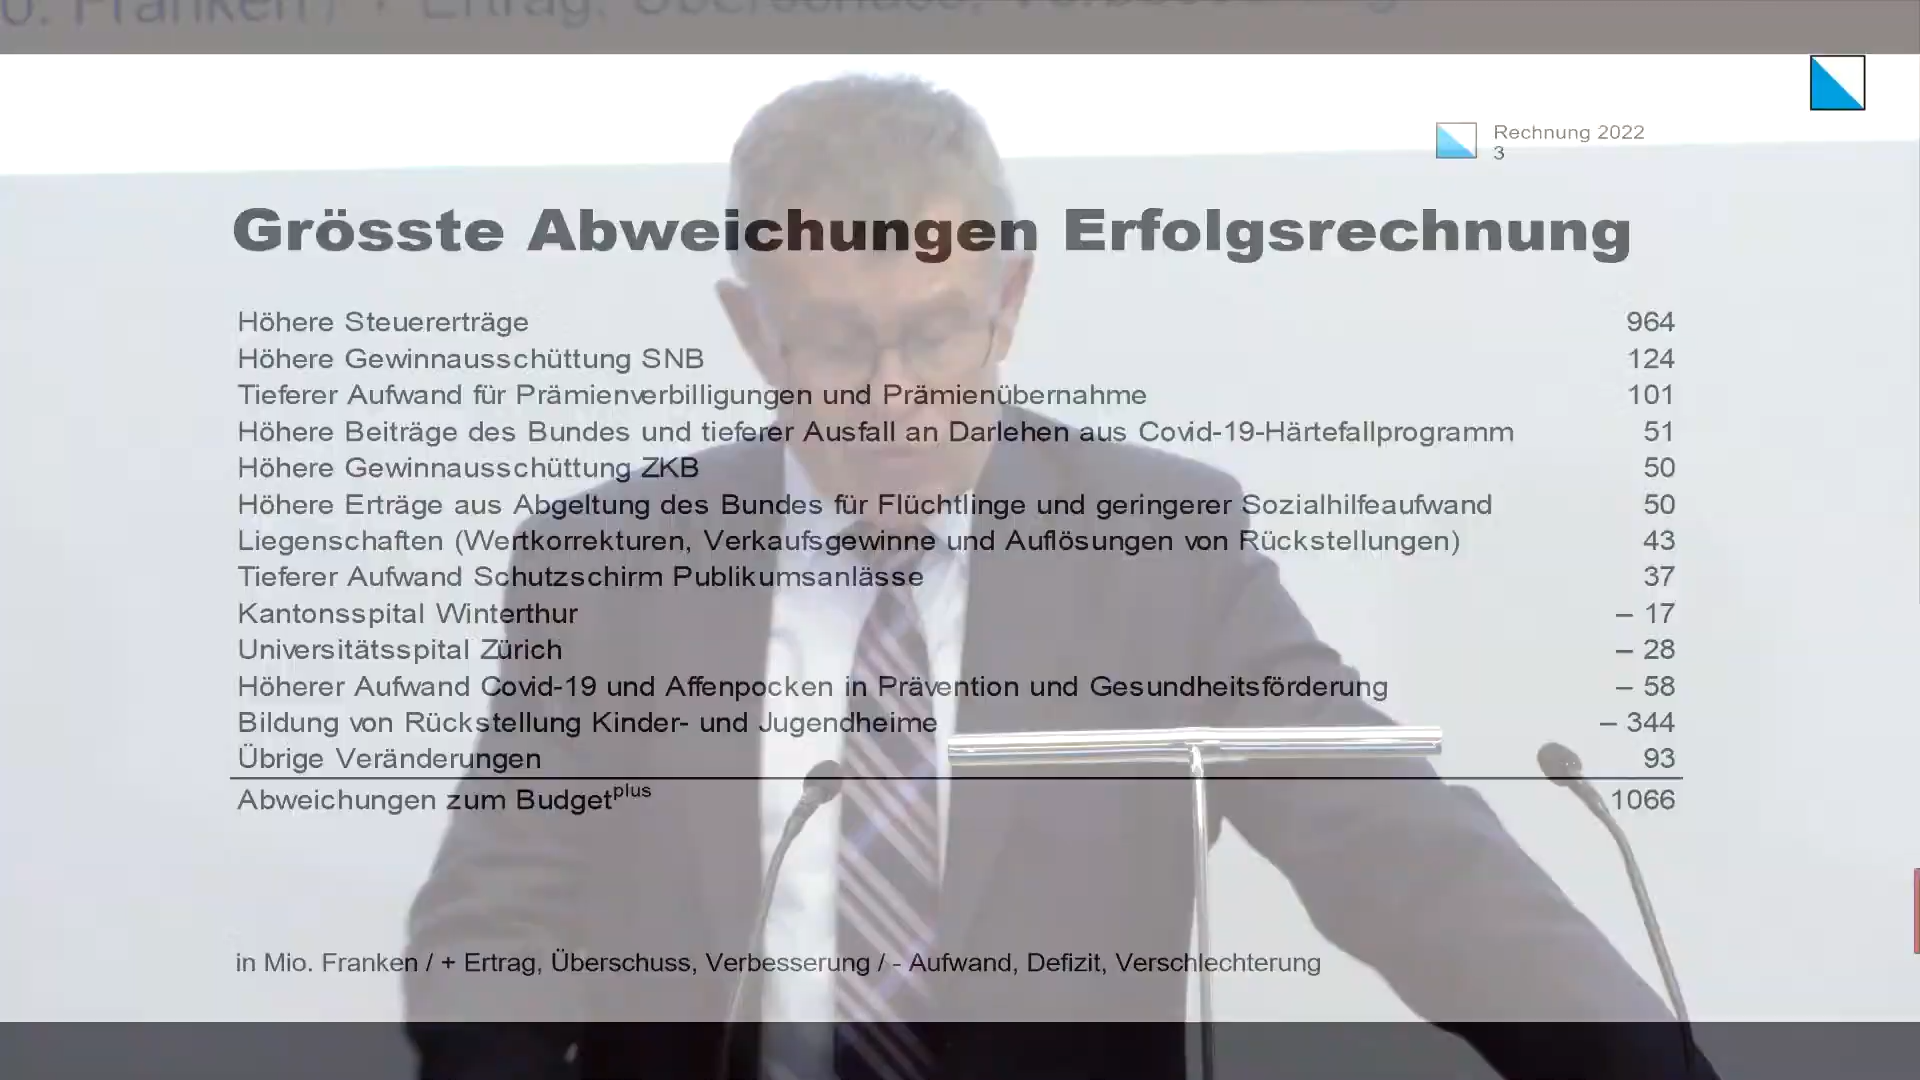 o. Franken) + Ertrag, Überschuss, Verbesserung
Rechnung 2022
3
Grösste Abweichungen Erfolgsrechnung
Höhere Steuererträge 964
Höhere Gewinnausschüttung SNB 124
Tieferer Aufwand für Prämienverbilligungen und Prämienübernahme 101
Höhere Beiträge des Bundes und tieferer Ausfall an Darlehen aus Covid-19-Härtefallprogramm 51
Höhere Gewinnausschüttung ZKB 50
Höhere Erträge aus Abgeltung des Bundes für Flüchtlinge und geringerer Sozialhilfeaufwand 50
Liegenschaften (Wertkorrekturen, Verkaufsgewinne und Auflösungen von Rückstellungen) 43
Tieferer Aufwand Schutzschirm Publikumsanlässe 37
Kantonsspital Winterthur – 17
Universitätsspital Zürich – 28
Höherer Aufwand Covid-19 und Affenpocken in Prävention und Gesundheitsförderung – 58
Bildung von Rückstellung Kinder- und Jugendheime – 344
Übrige Veränderungen 93
Abweichungen zum Budgetplus 1066
in Mio. Franken / + Ertrag, Überschuss, Verbesserung / - Aufwand, Defizit, Verschlechterung